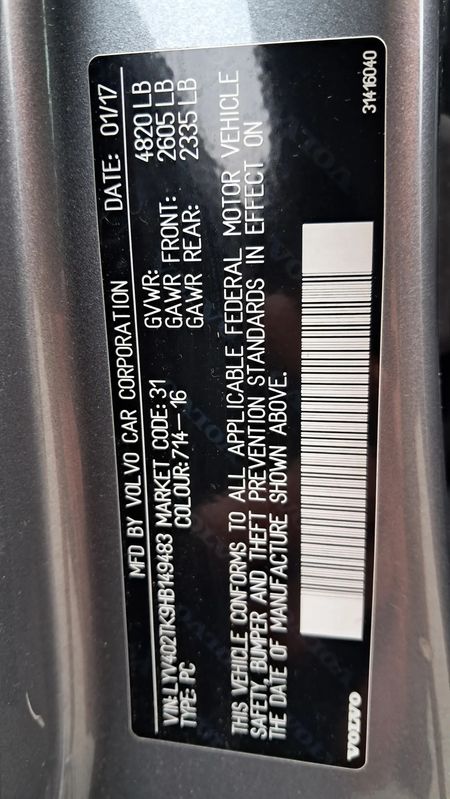 MFD BY VOLVO CAR CORPORATION DATE: 01/17
VIN: LYV402TK9HB149483 MARKET CODE: 31 GVWR: 4820 LB
TYPE: PC COLOUR: 714-16 GAWR FRONT: 2605 LB
GAWR REAR: 2335 LB
THIS VEHICLE CONFORMS TO ALL APPLICABLE FEDERAL MOTOR VEHICLE
SAFETY, BUMPER AND THEFT PREVENTION STANDARDS IN EFFECT ON
THE DATE OF MANUFACTURE SHOWN ABOVE.
VOLVO
31416040